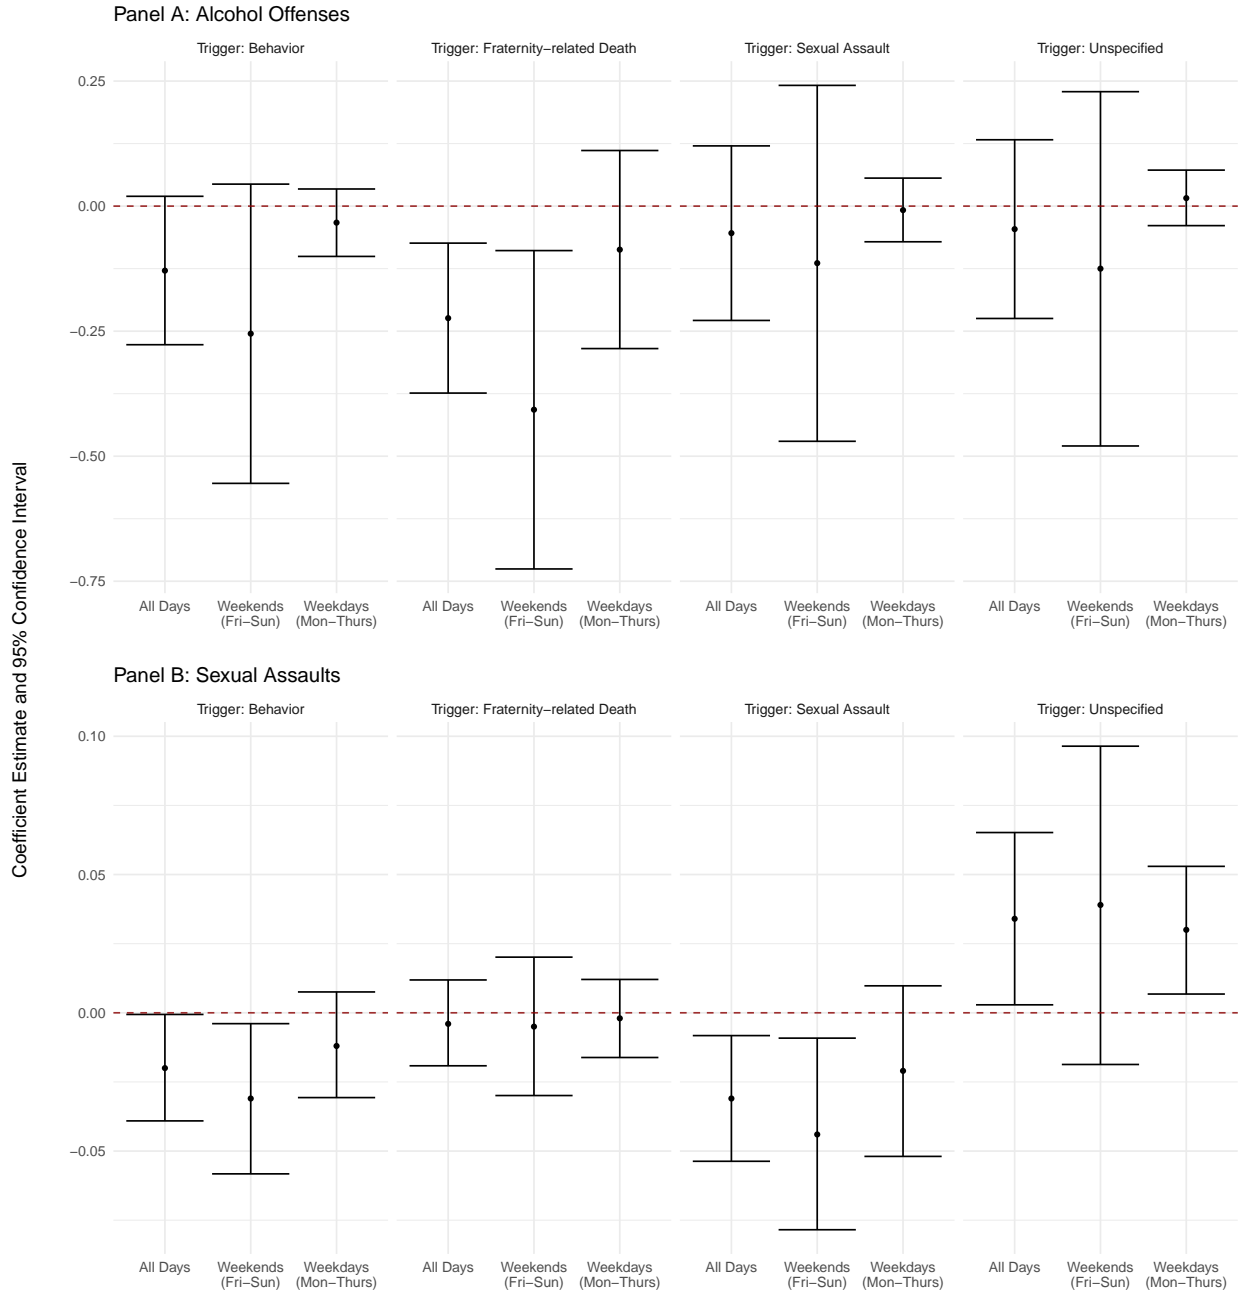 Panel A: Alcohol Offenses
Trigger: Behavior
Trigger: Fraternity−related Death
Trigger: Sexual Assault
Trigger: Unspecified
0.25
0.00
−0.25
−0.50
−0.75
All Days
Weekends
(Fri−Sun)
Weekdays
(Mon−Thurs)
All Days
Weekends
(Fri−Sun)
Weekdays
(Mon−Thurs)
All Days
Weekends
(Fri−Sun)
Weekdays
(Mon−Thurs)
All Days
Weekends
(Fri−Sun)
Weekdays
(Mon−Thurs)
Coefficient Estimate and 95% Confidence Interval
Panel B: Sexual Assaults
Trigger: Behavior
Trigger: Fraternity−related Death
Trigger: Sexual Assault
Trigger: Unspecified
0.10
0.05
0.00
−0.05
All Days
Weekends
(Fri−Sun)
Weekdays
(Mon−Thurs)
All Days
Weekends
(Fri−Sun)
Weekdays
(Mon−Thurs)
All Days
Weekends
(Fri−Sun)
Weekdays
(Mon−Thurs)
All Days
Weekends
(Fri−Sun)
Weekdays
(Mon−Thurs)